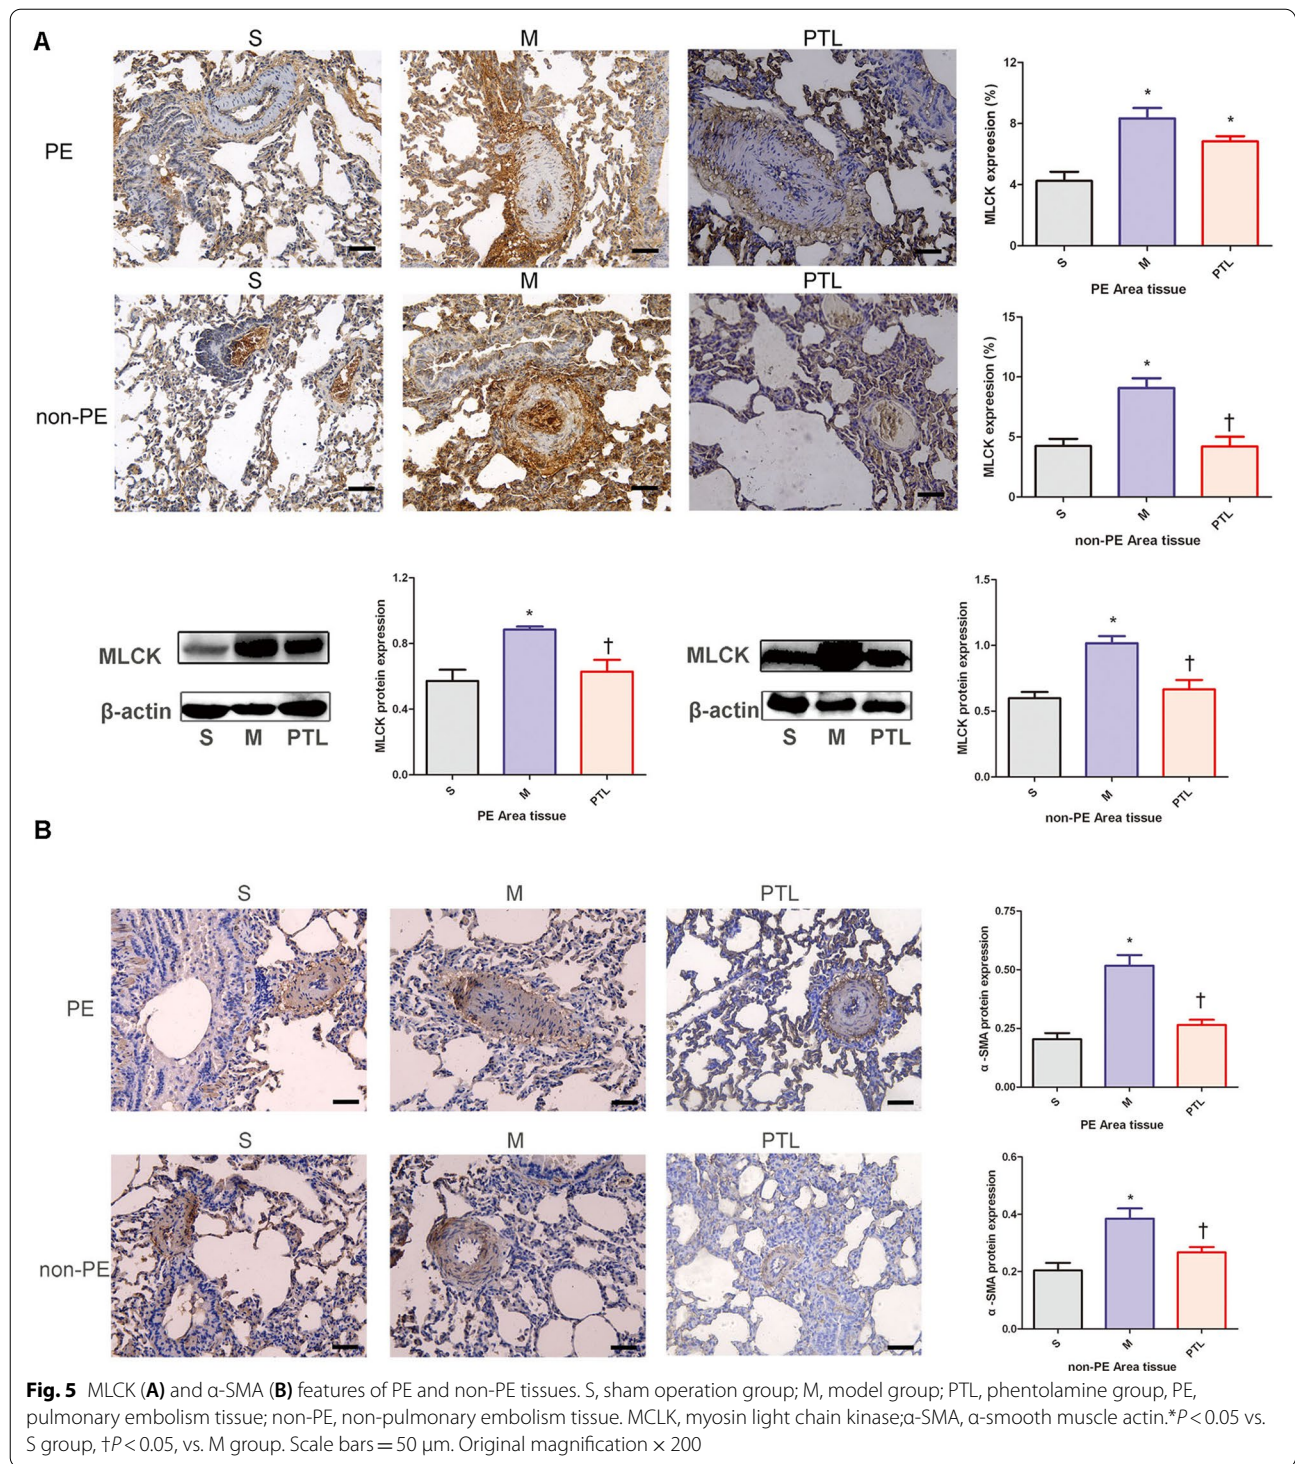 A
S
M
PTL
PE
12
8
4
0
MLCK expreesion (%)
*
*
S
M
PTL
PE Area tissue
S
M
PTL
non-PE
15
10
5
0
MLCK expreesion (%)
*
†
S
M
PTL
non-PE Area tissue
MLCK
β-actin
S M PTL
1.2
0.8
0.4
0.0
MLCK protein expression
*
†
S
M
PTL
PE Area tissue
MLCK
β-actin
S M PTL
1.5
1.0
0.5
0.0
MLCK protein expression
*
†
S
M
PTL
non-PE Area tissue
B
S
M
PTL
PE
0.75
0.50
0.25
0.00
α -SMA protein expression
*
†
S
M
PTL
PE Area tissue
S
M
PTL
non-PE
0.6
0.4
0.2
0.0
α -SMA protein expression
*
†
S
M
PTL
non-PE Area tissue
Fig. 5 MLCK (A) and α-SMA (B) features of PE and non-PE tissues. S, sham operation group; M, model group; PTL, phentolamine group, PE,
pulmonary embolism tissue; non-PE, non-pulmonary embolism tissue. MCLK, myosin light chain kinase;α-SMA, α-smooth muscle actin.*P < 0.05 vs.
S group, †P < 0.05, vs. M group. Scale bars = 50 μm. Original magnification × 200